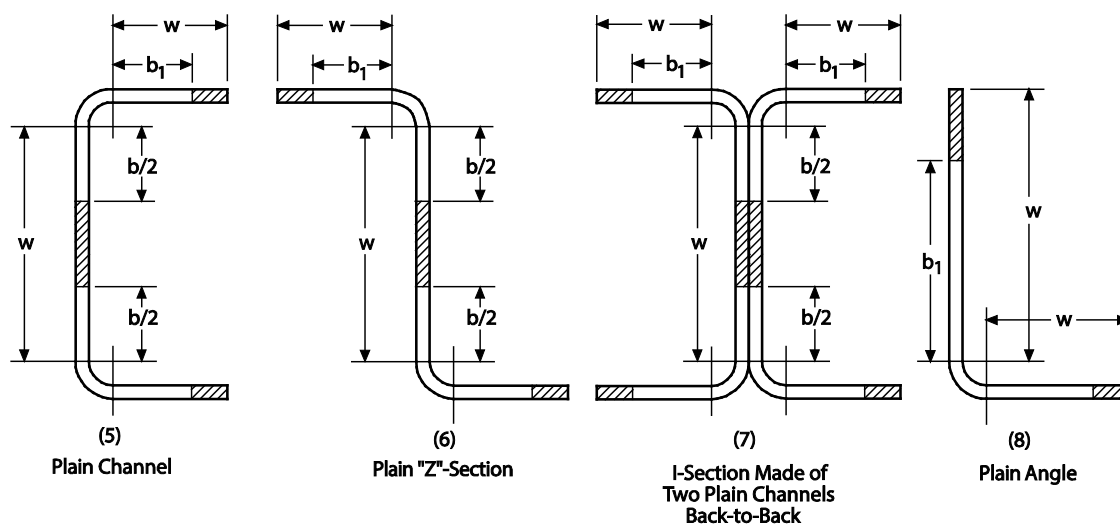 w
w
w
w
b₁
b₁
b₁
b₁
b/2
b/2
b/2
w
w
w
w
b₁
w
b/2
b/2
b/2
(5)
Plain Channel
(6)
Plain "Z"-Section
(7)
I-Section Made of
Two Plain Channels
Back-to-Back
(8)
Plain Angle